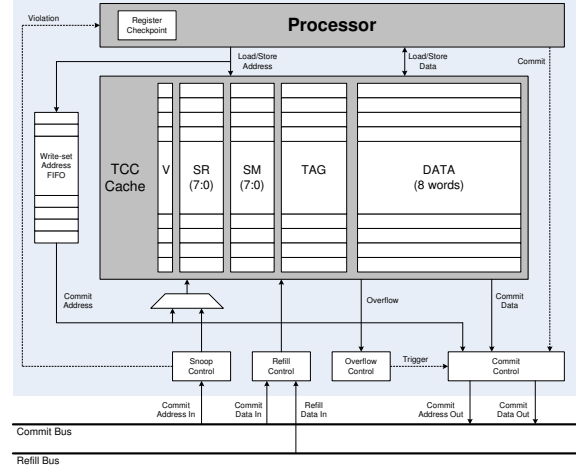 Violation
Register
Checkpoint
Processor
Load/Store
Address
Load/Store
Data
Commit
Write-set
Address
FIFO
TCC
Cache
V
SR
(7:0)
SM
(7:0)
TAG
DATA
(8 words)
Commit
Address
Overflow
Commit
Data
Snoop
Control
Refill
Control
Overflow
Control
Trigger
Commit
Control
Commit
Address In
Commit
Data In
Refill
Data In
Commit
Address Out
Commit
Data Out
Commit Bus
Refill Bus